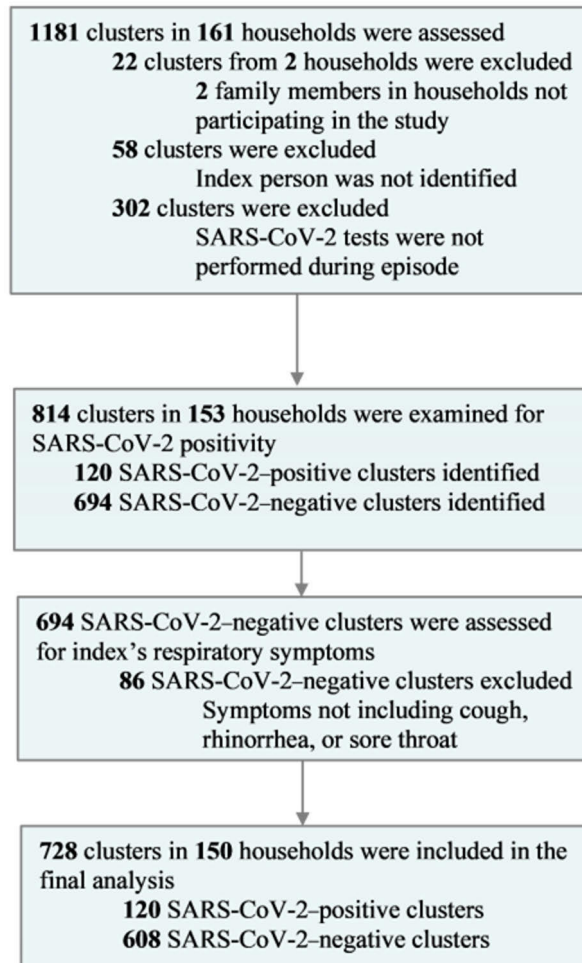 1181 clusters in 161 households were assessed
22 clusters from 2 households were excluded
2 family members in households not
participating in the study
58 clusters were excluded
Index person was not identified
302 clusters were excluded
SARS-CoV-2 tests were not
performed during episode
814 clusters in 153 households were examined for
SARS-CoV-2 positivity
120 SARS-CoV-2–positive clusters identified
694 SARS-CoV-2–negative clusters identified
694 SARS-CoV-2–negative clusters were assessed
for index’s respiratory symptoms
86 SARS-CoV-2–negative clusters excluded
Symptoms not including cough,
rhinorrhea, or sore throat
728 clusters in 150 households were included in the
final analysis
120 SARS-CoV-2–positive clusters
608 SARS-CoV-2–negative clusters